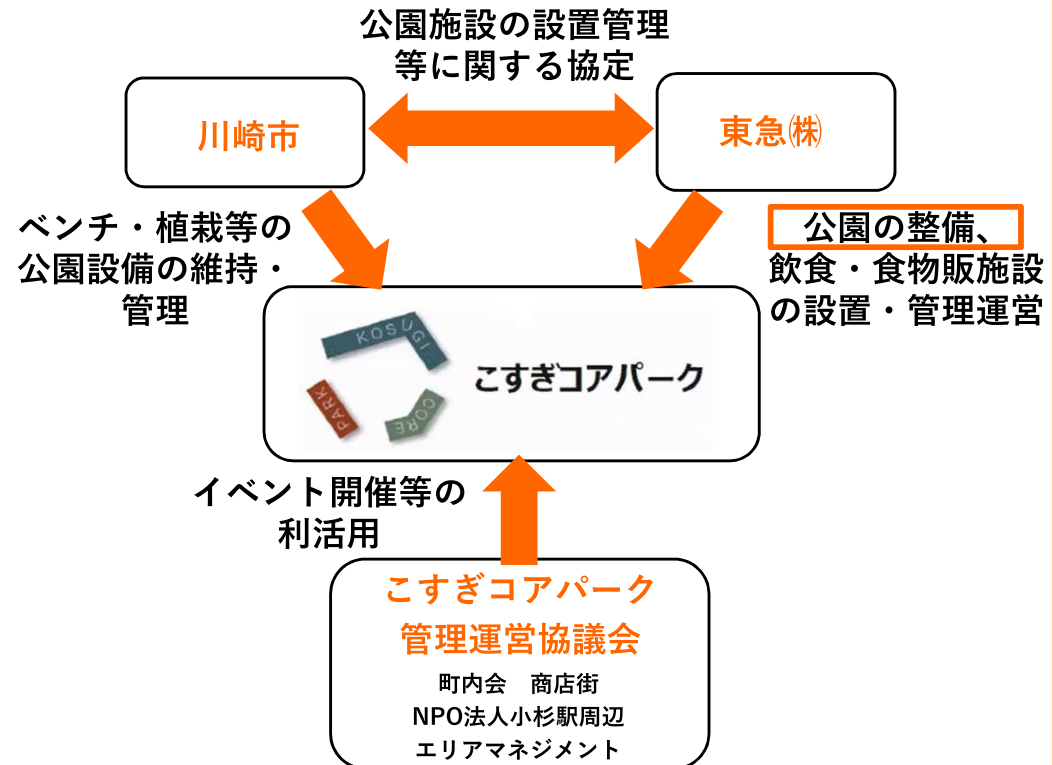 公園施設の設置管理
等に関する協定
川崎市
東急㈱
ベンチ・植栽等の
公園設備の維持・
管理
公園の整備、
飲食・食物販施設
の設置・管理運営
KOSUGI
PARK
CORE
こすぎコアパーク
イベント開催等の
利活用
こすぎコアパーク
管理運営協議会
町内会　商店街
NPO法人小杉駅周辺
エリアマネジメント